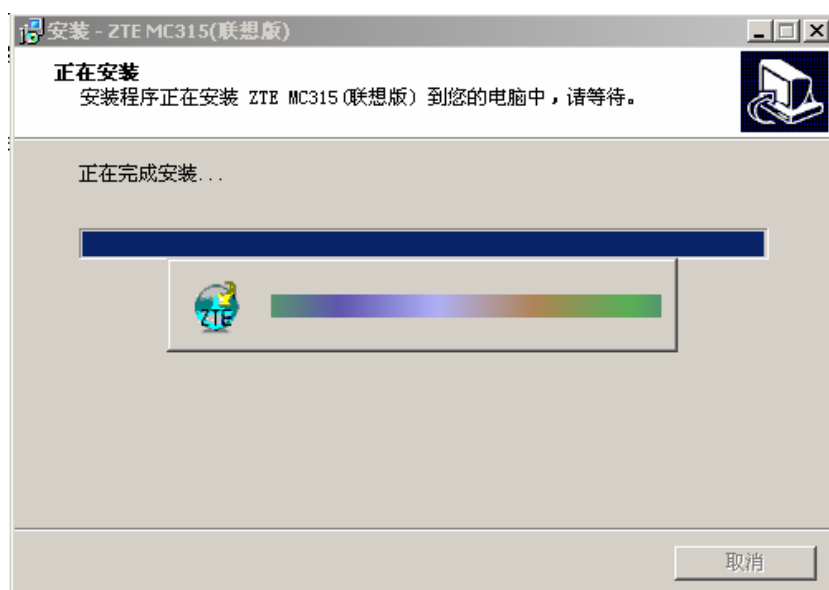 安装 - ZTE MC315(联想版)
正在安装
安装程序正在安装 ZTE MC315(联想版) 到您的电脑中，请等待。
正在完成安装...
ZTE
取消